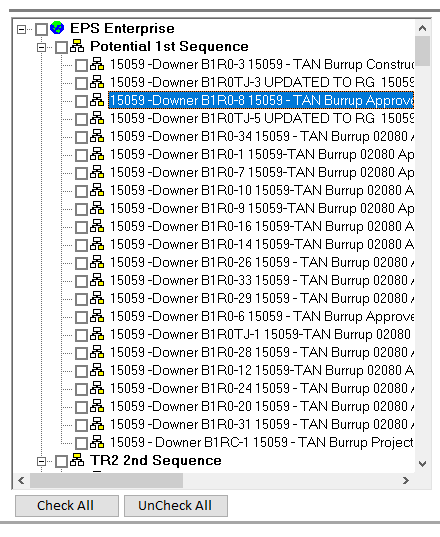 EPS Enterprise
Potential 1st Sequence
15059 -Downer B1R0-3 15059 - TAN Burrup Construc
15059 -Downer B1R0TJ-3 UPDATED TO RG 15059
15059 -Downer B1R0-8 15059 - TAN Burrup Approve
15059 -Downer B1R0TJ-5 UPDATED TO RG 15059
15059 -Downer B1R0-34 15059 - TAN Burrup 02080
15059 -Downer B1R0-1 15059-TAN Burrup 02080 Ap
15059 -Downer B1R0-7 15059-TAN Burrup 02080 Ap
15059 -Downer B1R0-10 15059-TAN Burrup 02080 A
15059 -Downer B1R0-9 15059-TAN Burrup 02080 Ap
15059 -Downer B1R0-16 15059-TAN Burrup 02080 A
15059 -Downer B1R0-14 15059-TAN Burrup 02080 A
15059 -Downer B1R0-26 15059 - TAN Burrup 02080
15059 -Downer B1R0-33 15059 - TAN Burrup 02080
15059 -Downer B1R0-29 15059 - TAN Burrup 02080
15059 -Downer B1R0-6 15059 - TAN Burrup Approve
15059 -Downer B1R0TJ-1 15059-TAN Burrup 02080
15059 -Downer B1R0-28 15059 - TAN Burrup 02080
15059 -Downer B1R0-12 15059-TAN Burrup 02080 A
15059 -Downer B1R0-24 15059 - TAN Burrup 02080
15059 -Downer B1R0-20 15059 - TAN Burrup 02080
15059 -Downer B1R0-31 15059 - TAN Burrup 02080
15059 - Downer B1RC-1 15059 - TAN Burrup Project
TR2 2nd Sequence
Check All UnCheck All